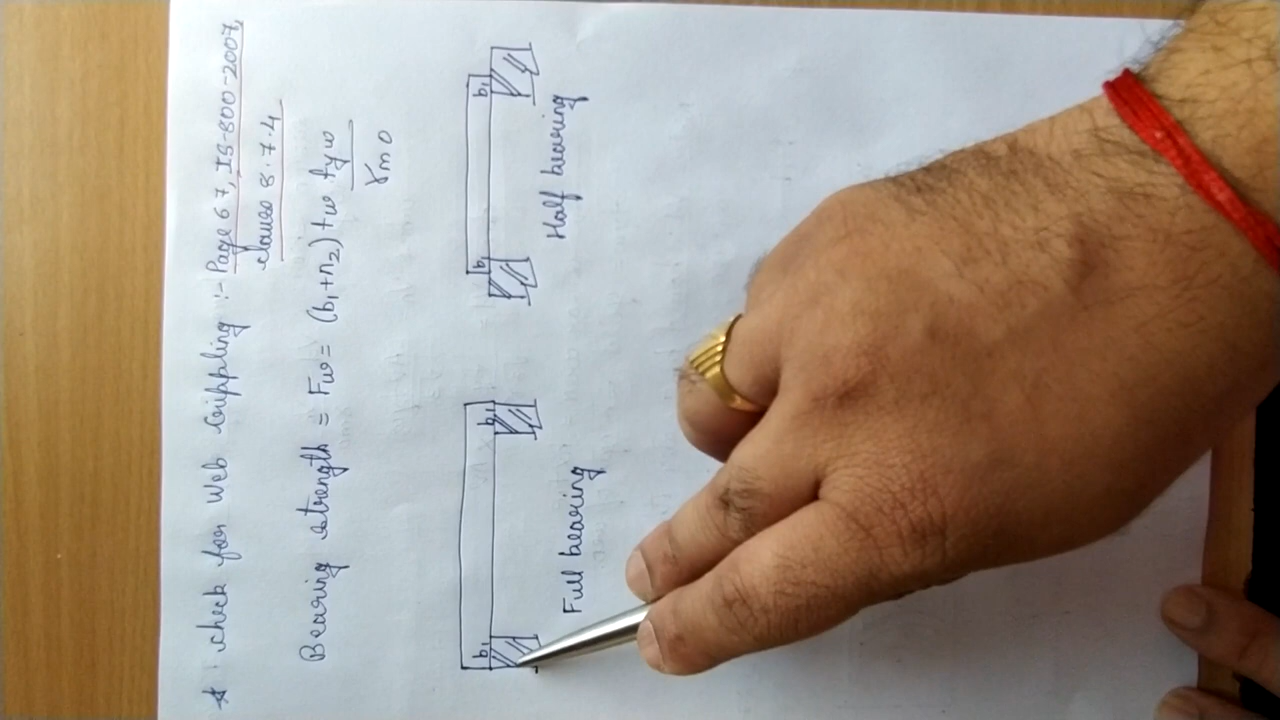 * check for Web crippling :- Page 67, IS-800-2007,
clause 8.7.4
Bearing strength = Fw = (b₁+n₂) tw fyw
γm0
b₁ b₁ b₁ b₁
Full bearing Half bearing